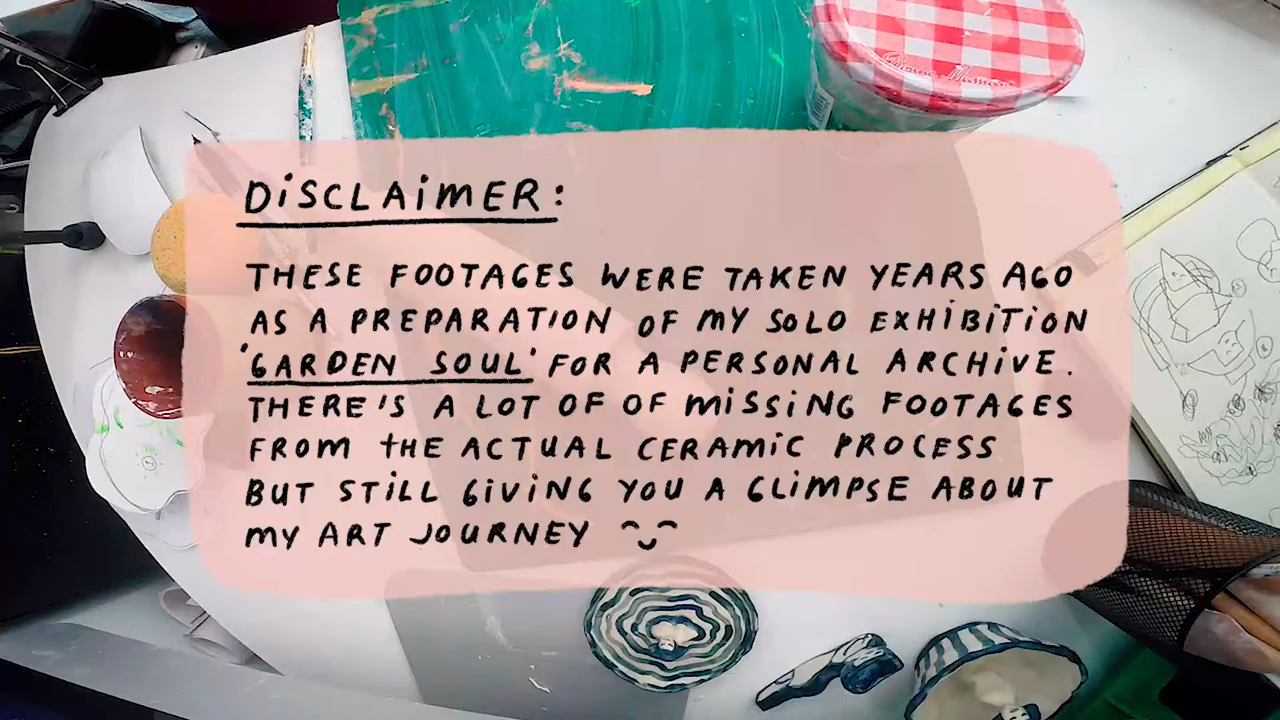 DiSCLAiMER:
THESE FOOTAGES WERE TAKEN YEARS AGO
AS A PREPARATION OF MY SOLO EXHIBITION
'GARDEN SOUL' FOR A PERSONAL ARCHIVE.
THERE'S A LOT OF OF MISSING FOOTAGES
FROM THE ACTUAL CERAMIC PROCESS
BUT STILL GIVING YOU A GLIMPSE ABOUT
MY ART JOURNEY
Bonne Maman